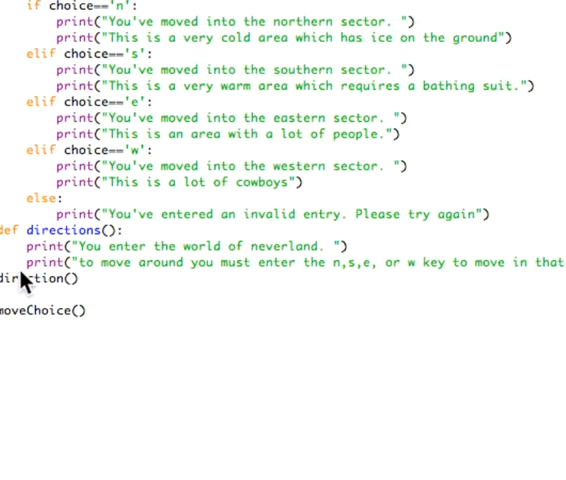 if choice=='n':
print("You've moved into the northern sector. ")
print("This is a very cold area which has ice on the ground")
elif choice=='s':
print("You've moved into the southern sector. ")
print("This is a very warm area which requires a bathing suit.")
elif choice=='e':
print("You've moved into the eastern sector. ")
print("This is an area with a lot of people.")
elif choice=='w':
print("You've moved into the western sector. ")
print("This is a lot of cowboys")
else:
print("You've entered an invalid entry. Please try again")
def directions():
print("You enter the world of neverland. ")
print("to move around you must enter the n,s,e, or w key to move in that
direction()
moveChoice()